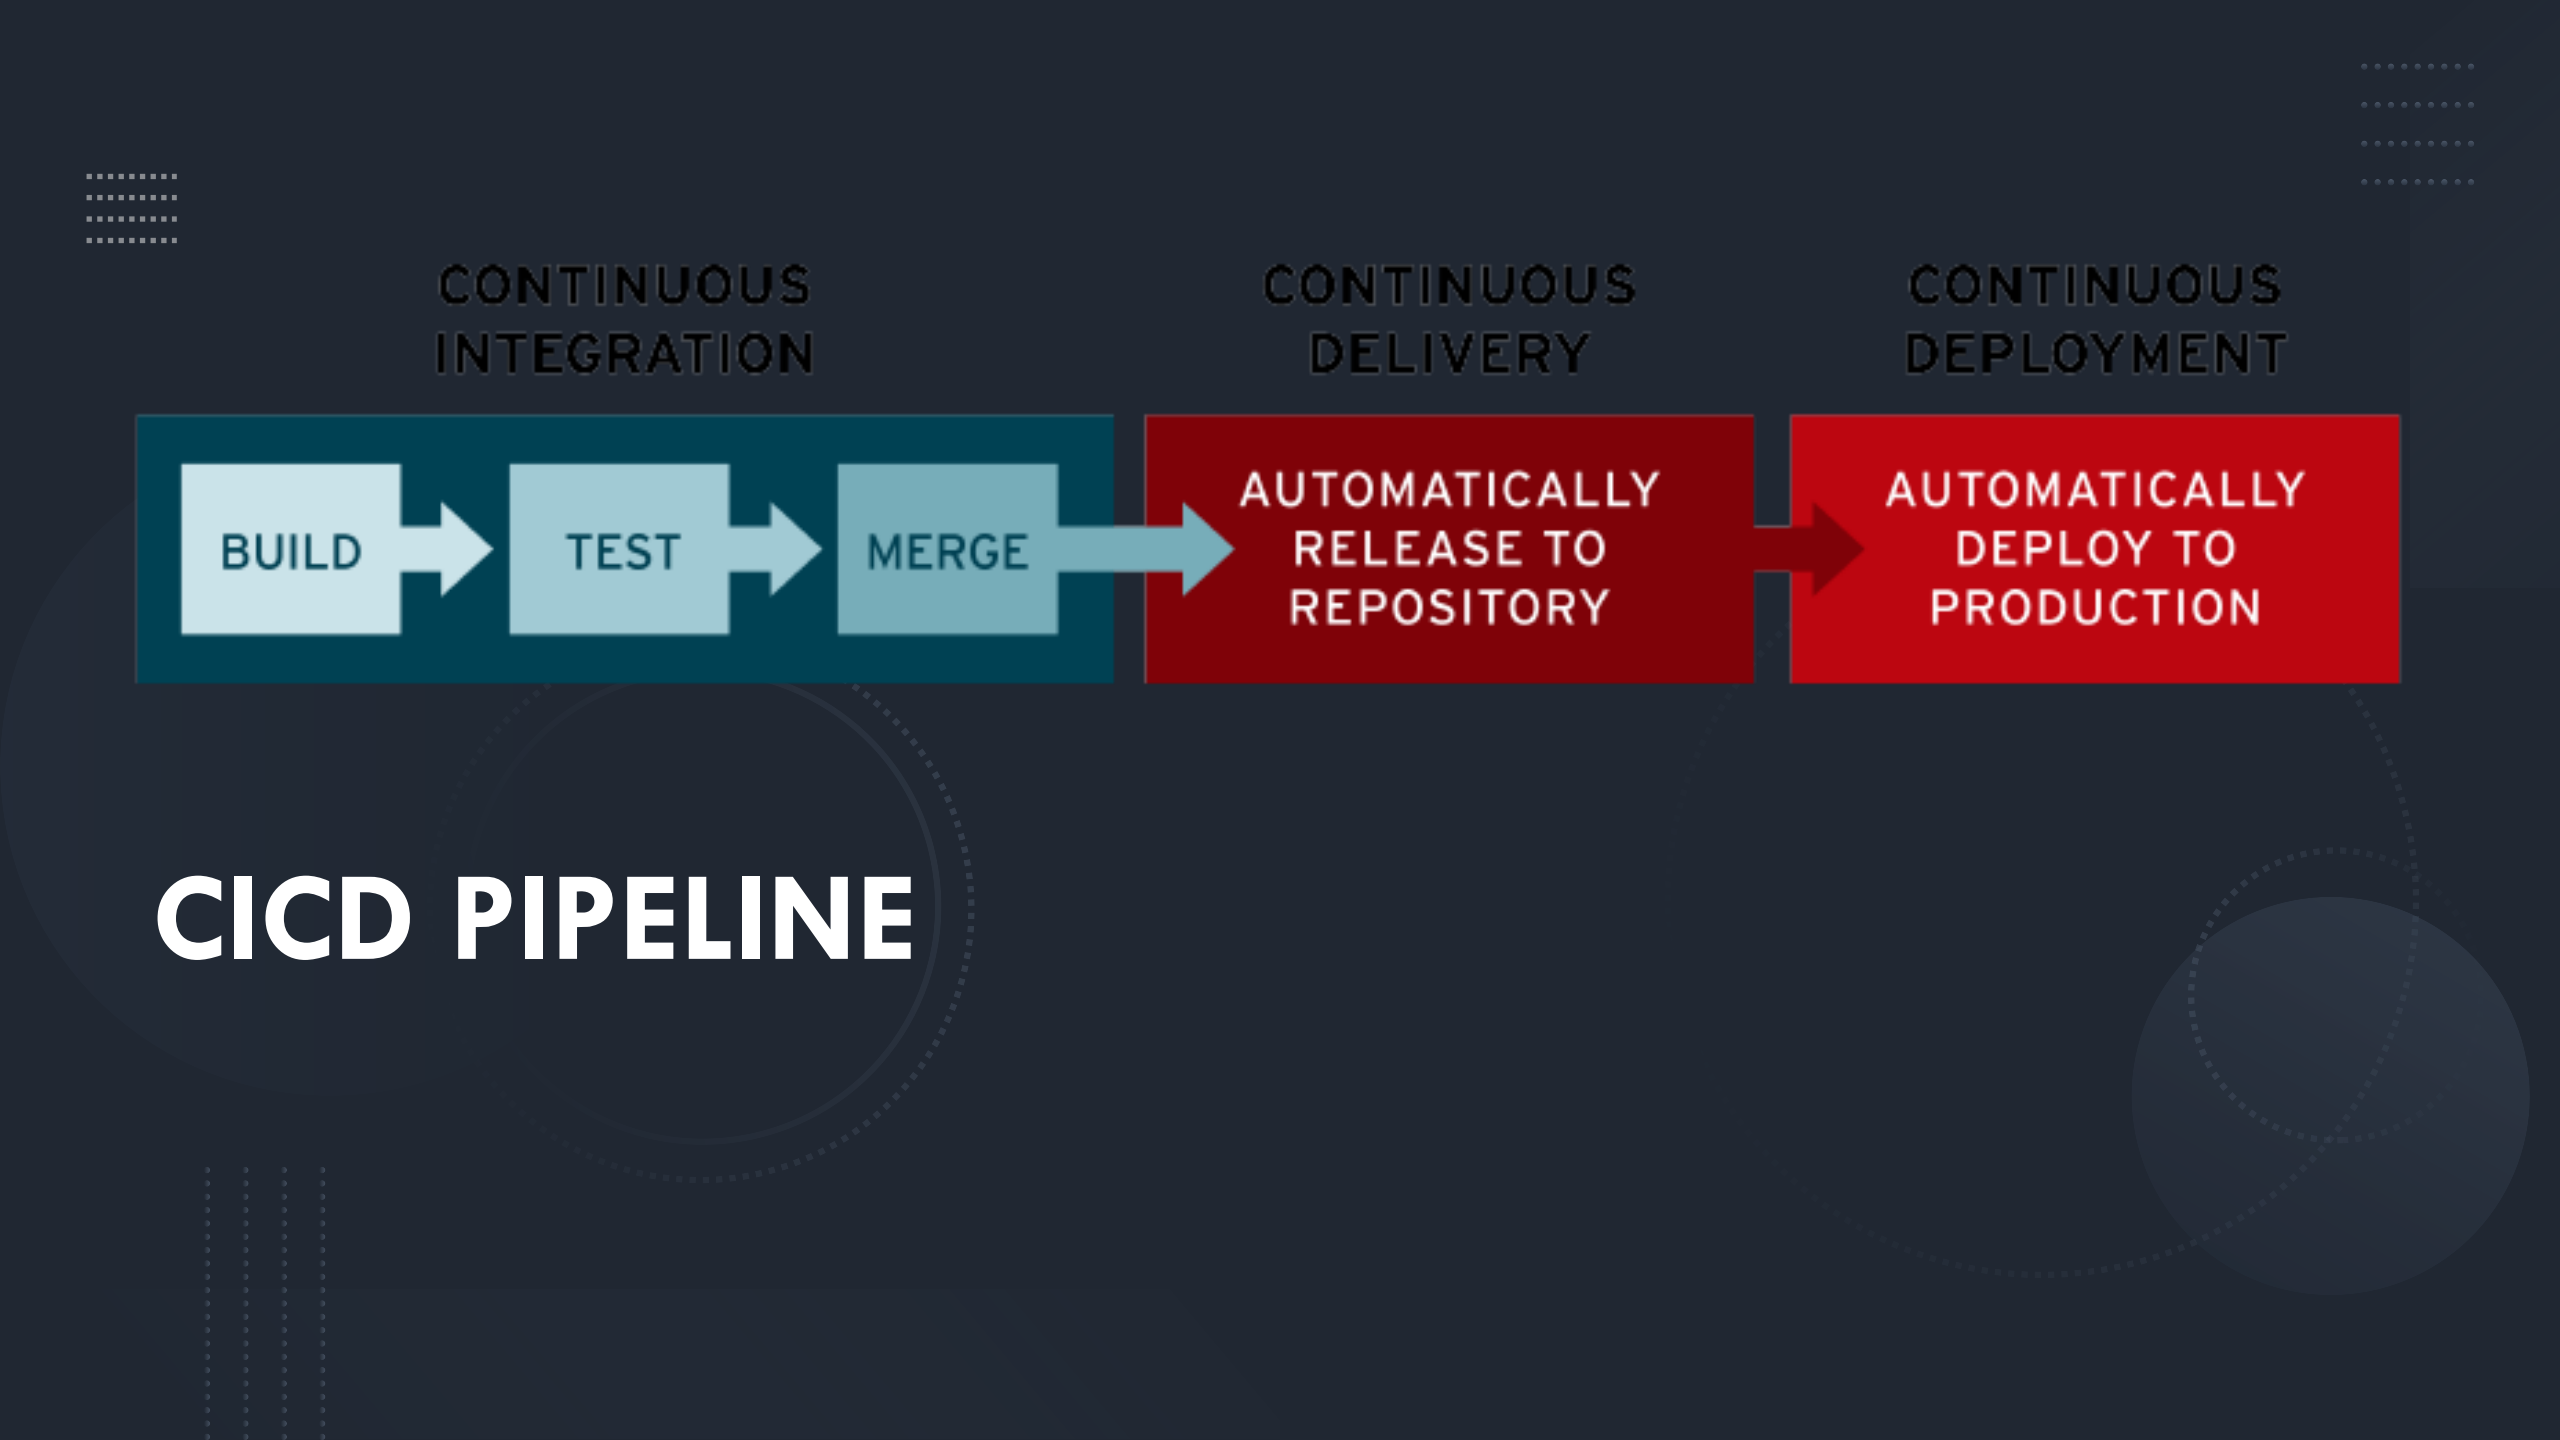 CONTINUOUS
INTEGRATION
CONTINUOUS
DELIVERY
CONTINUOUS
DEPLOYMENT
BUILD
TEST
MERGE
AUTOMATICALLY
RELEASE TO
REPOSITORY
AUTOMATICALLY
DEPLOY TO
PRODUCTION
CICD PIPELINE